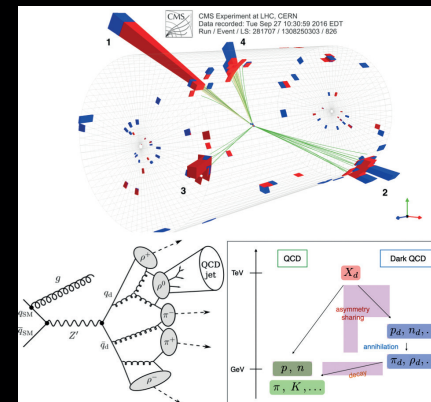 CMS Experiment at LHC, CERN
Data recorded: Tue Sep 27 10:30:59 2016 EDT
Run / Event / LS: 281707 / 1308250303 / 826
CMS
1
4
3
2
g
q_SM
q̄_SM
Z'
q_d
q̄_d
ρ⁺
ρ⁰
π⁻
π⁺
ρ⁻
QCD
jet
QCD
Dark QCD
TeV
X_d
asymmetry
sharing
p_d, n_d, ..
annihilation
GeV
p, n
π_d, ρ_d, ..
decay
π, K, ...